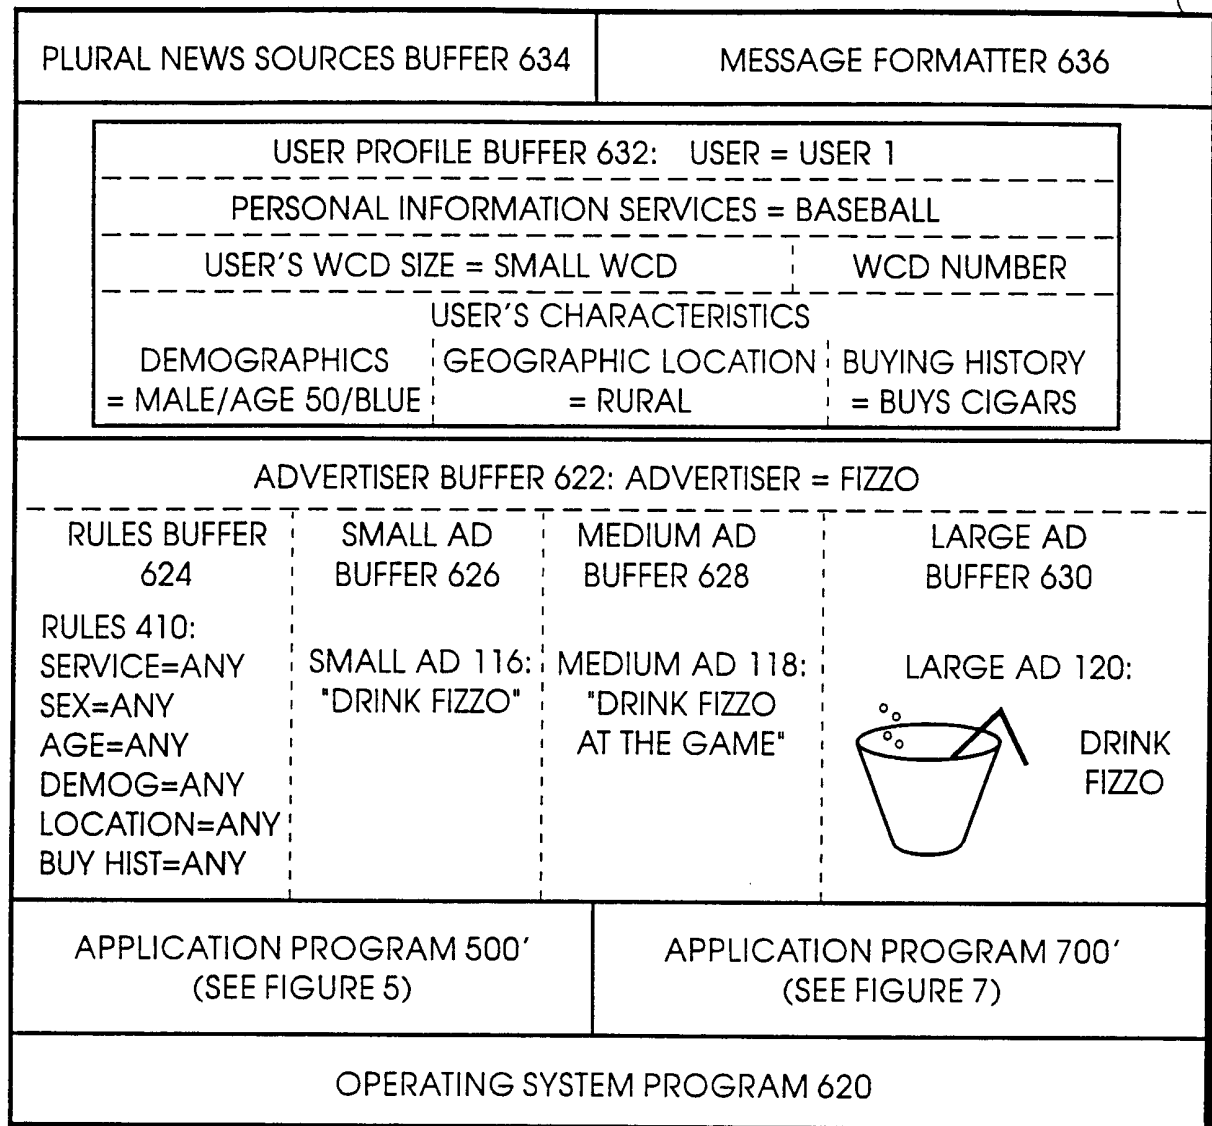 PLURAL NEWS SOURCES BUFFER 634
MESSAGE FORMATTER 636
USER PROFILE BUFFER 632: USER = USER 1
PERSONAL INFORMATION SERVICES = BASEBALL
USER'S WCD SIZE = SMALL WCD
WCD NUMBER
USER'S CHARACTERISTICS
DEMOGRAPHICS
= MALE/AGE 50/BLUE
GEOGRAPHIC LOCATION
= RURAL
BUYING HISTORY
= BUYS CIGARS
ADVERTISER BUFFER 622: ADVERTISER = FIZZO
RULES BUFFER
624
RULES 410:
SERVICE=ANY
SEX=ANY
AGE=ANY
DEMOG=ANY
LOCATION=ANY
BUY HIST=ANY
SMALL AD
BUFFER 626
SMALL AD 116:
"DRINK FIZZO"
MEDIUM AD
BUFFER 628
MEDIUM AD 118:
"DRINK FIZZO
AT THE GAME"
LARGE AD
BUFFER 630
LARGE AD 120:
DRINK
FIZZO
APPLICATION PROGRAM 500'
(SEE FIGURE 5)
APPLICATION PROGRAM 700'
(SEE FIGURE 7)
OPERATING SYSTEM PROGRAM 620